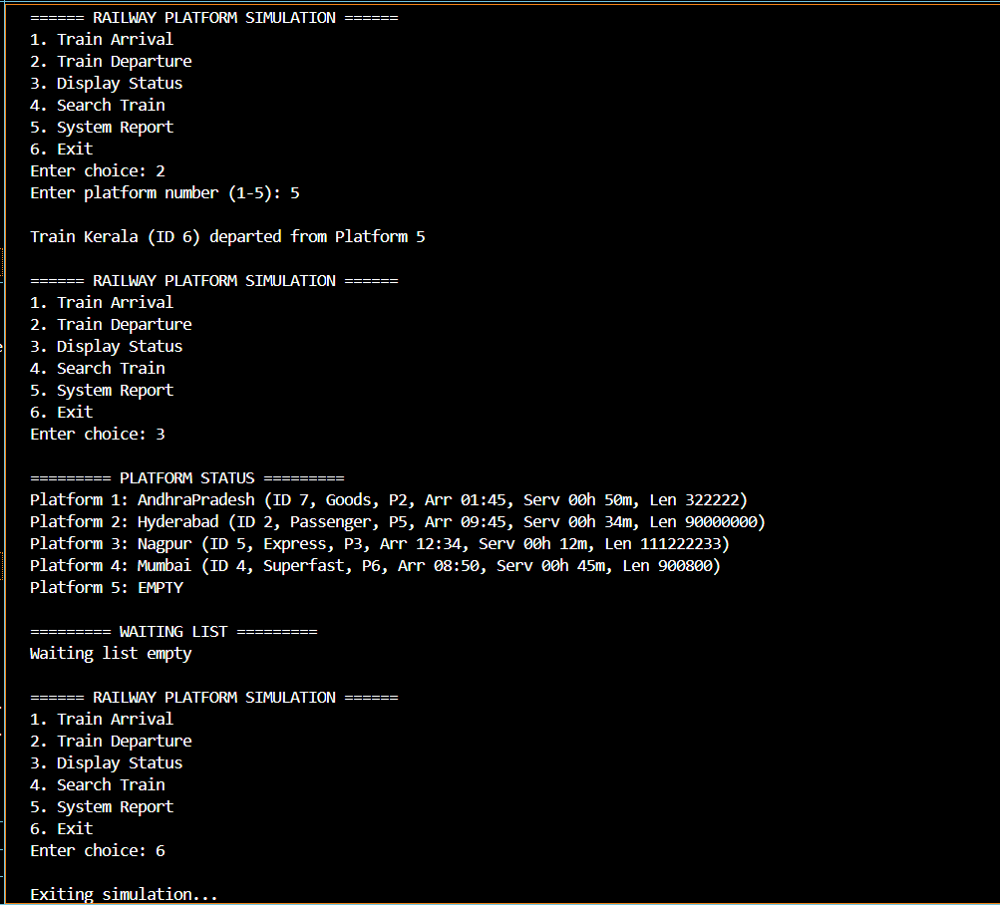 ====== RAILWAY PLATFORM SIMULATION ======
1. Train Arrival
2. Train Departure
3. Display Status
4. Search Train
5. System Report
6. Exit
Enter choice: 2
Enter platform number (1-5): 5
Train Kerala (ID 6) departed from Platform 5
====== RAILWAY PLATFORM SIMULATION ======
1. Train Arrival
2. Train Departure
3. Display Status
4. Search Train
5. System Report
6. Exit
Enter choice: 3
========= PLATFORM STATUS =========
Platform 1: AndhraPradesh (ID 7, Goods, P2, Arr 01:45, Serv 00h 50m, Len 322222)
Platform 2: Hyderabad (ID 2, Passenger, P5, Arr 09:45, Serv 00h 34m, Len 90000000)
Platform 3: Nagpur (ID 5, Express, P3, Arr 12:34, Serv 00h 12m, Len 111222233)
Platform 4: Mumbai (ID 4, Superfast, P6, Arr 08:50, Serv 00h 45m, Len 900800)
Platform 5: EMPTY
========= WAITING LIST =========
Waiting list empty
====== RAILWAY PLATFORM SIMULATION ======
1. Train Arrival
2. Train Departure
3. Display Status
4. Search Train
5. System Report
6. Exit
Enter choice: 6
Exiting simulation...